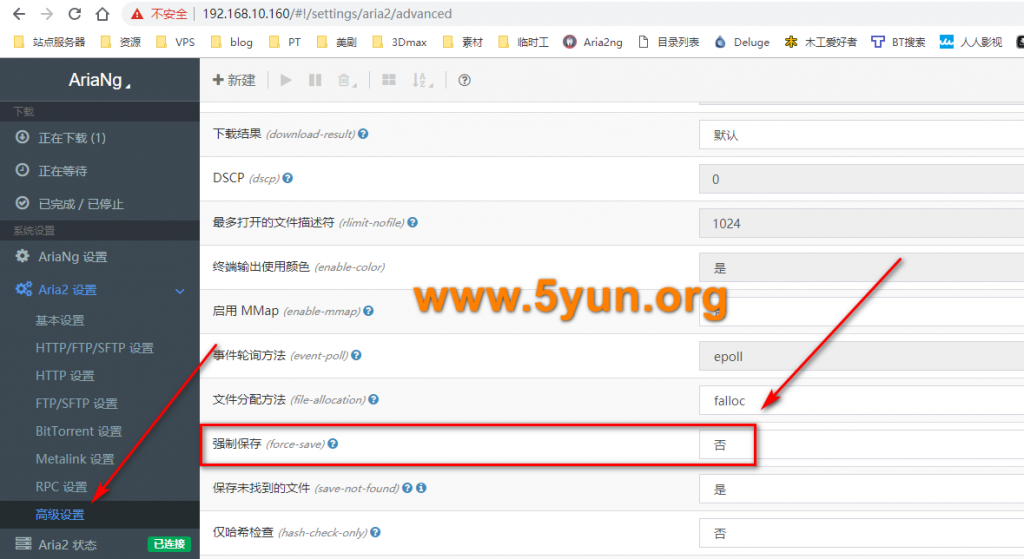 不安全 192.168.10.160/#!/settings/aria2/advanced
站点服务器 资源 VPS blog PT 美剧 3Dmax 素材 临时工 Aria2ng 目录列表 Deluge 木工爱好者 BT搜索 人人影视
AriaNg
新建
下载
正在下载 (1)
正在等待
已完成 / 已停止
系统设置
AriaNg 设置
Aria2 设置
基本设置
HTTP/FTP/SFTP 设置
HTTP 设置
FTP/SFTP 设置
BitTorrent 设置
Metalink 设置
RPC 设置
高级设置
Aria2 状态 已连接
下载结果 (download-result) 默认
DSCP (dscp) 0
最多打开的文件描述符 (rlimit-nofile) 1024
终端输出使用颜色 (enable-color) 是
启用 MMap (enable-mmap)
www.5yun.org
事件轮询方法 (event-poll) epoll
文件分配方法 (file-allocation) falloc
强制保存 (force-save) 否
保存未找到的文件 (save-not-found) 是
仅哈希检查 (hash-check-only) 否